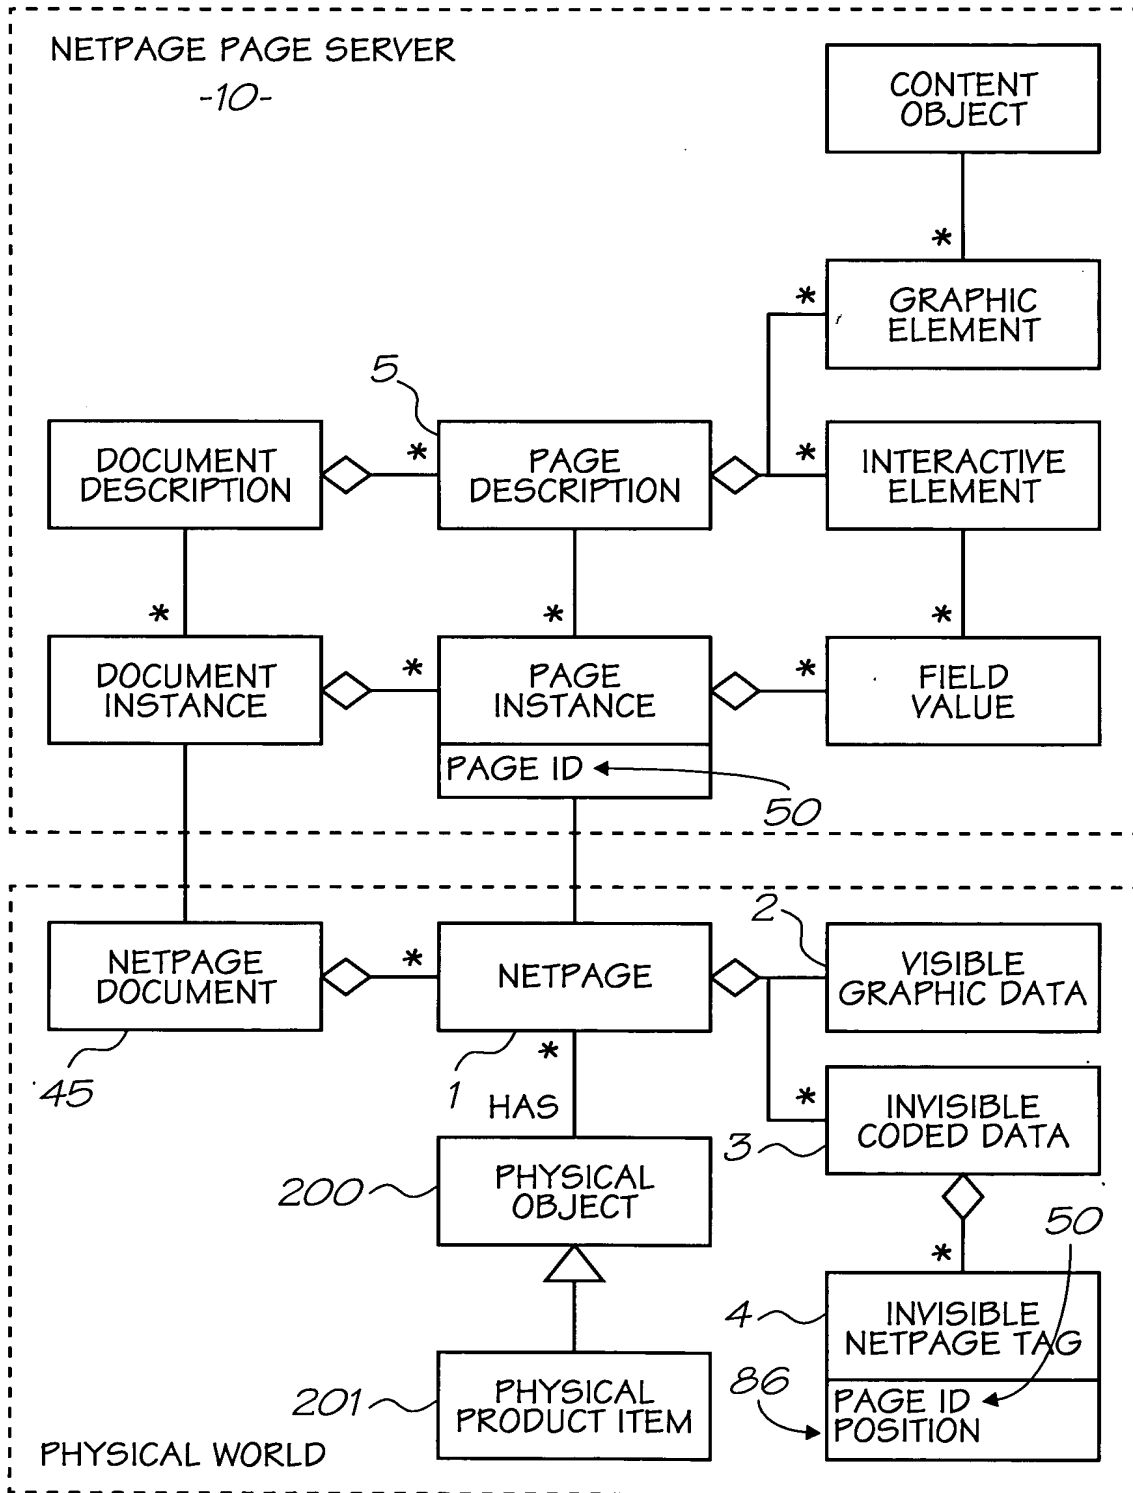 NETPAGE PAGE SERVER
-10-
CONTENT
OBJECT
*
*
GRAPHIC
ELEMENT
5
DOCUMENT
DESCRIPTION
*
PAGE
DESCRIPTION
*
INTERACTIVE
ELEMENT
*
*
*
DOCUMENT
INSTANCE
*
PAGE
INSTANCE
*
FIELD
VALUE
PAGE ID
50
NETPAGE
DOCUMENT
*
NETPAGE
2
VISIBLE
GRAPHIC DATA
45
1
*
HAS
*
3
INVISIBLE
CODED DATA
200
PHYSICAL
OBJECT
50
*
4
INVISIBLE
NETPAGE TAG
86
PAGE ID
POSITION
201
PHYSICAL
PRODUCT ITEM
PHYSICAL WORLD